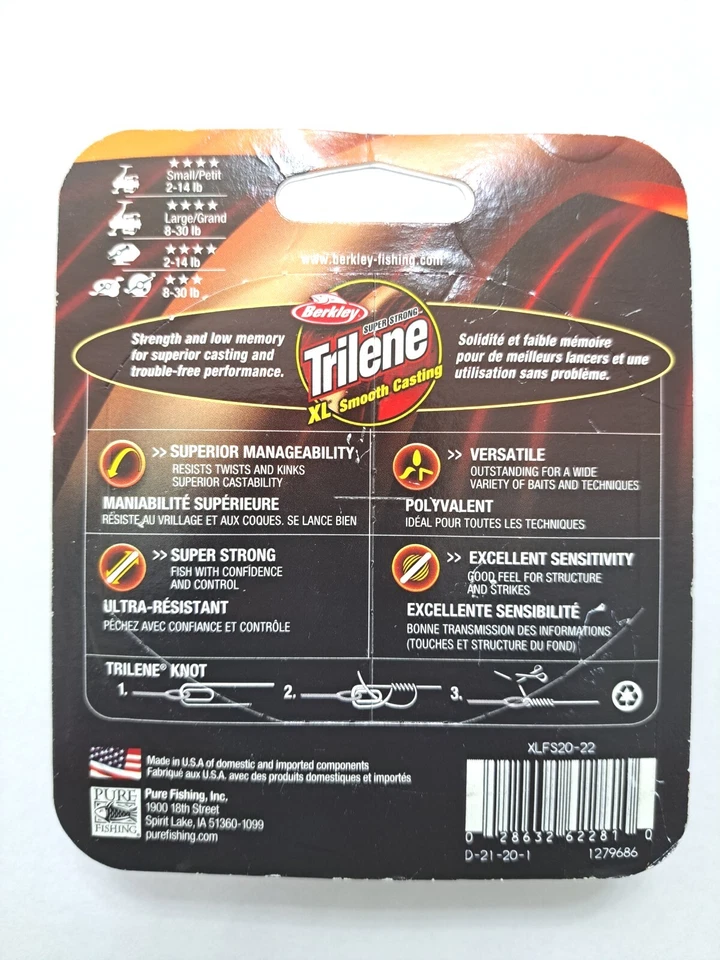 ★★★★
Small/Petit
2-14 lb
★★★★
Large/Grand
8-30 lb
★★★★
2-14 lb
★★★
8-30 lb
www.berkley-fishing.com
Berkley
SUPER STRONG™
Trilene
XL Smooth Casting
Strength and low memory
for superior casting and
trouble-free performance.
Solidité et faible mémoire
pour de meilleurs lancers et une
utilisation sans problème.
>> SUPERIOR MANAGEABILITY
RESISTS TWISTS AND KINKS
SUPERIOR CASTABILITY
MANIABILITÉ SUPÉRIEURE
RÉSISTE AU VRILLAGE ET AUX COQUES. SE LANCE BIEN
>> VERSATILE
OUTSTANDING FOR A WIDE
VARIETY OF BAITS AND TECHNIQUES
POLYVALENT
IDÉAL POUR TOUTES LES TECHNIQUES
>> SUPER STRONG
FISH WITH CONFIDENCE
AND CONTROL
ULTRA-RÉSISTANT
PÊCHEZ AVEC CONFIANCE ET CONTRÔLE
>> EXCELLENT SENSITIVITY
GOOD FEEL FOR STRUCTURE
AND STRIKES
EXCELLENTE SENSIBILITÉ
BONNE TRANSMISSION DES INFORMATIONS
(TOUCHES ET STRUCTURE DU FOND)
TRILENE® KNOT
1. 2. 3.
Made in U.S.A of domestic and imported components
Fabriqué aux U.S.A. avec des produits domestiques et importés
PURE
FISHING
Pure Fishing, Inc.
1900 18th Street
Spirit Lake, IA 51360-1099
purefishing.com
XLFS20-22
0 28632 62281 0
D-21-20-1 1279686